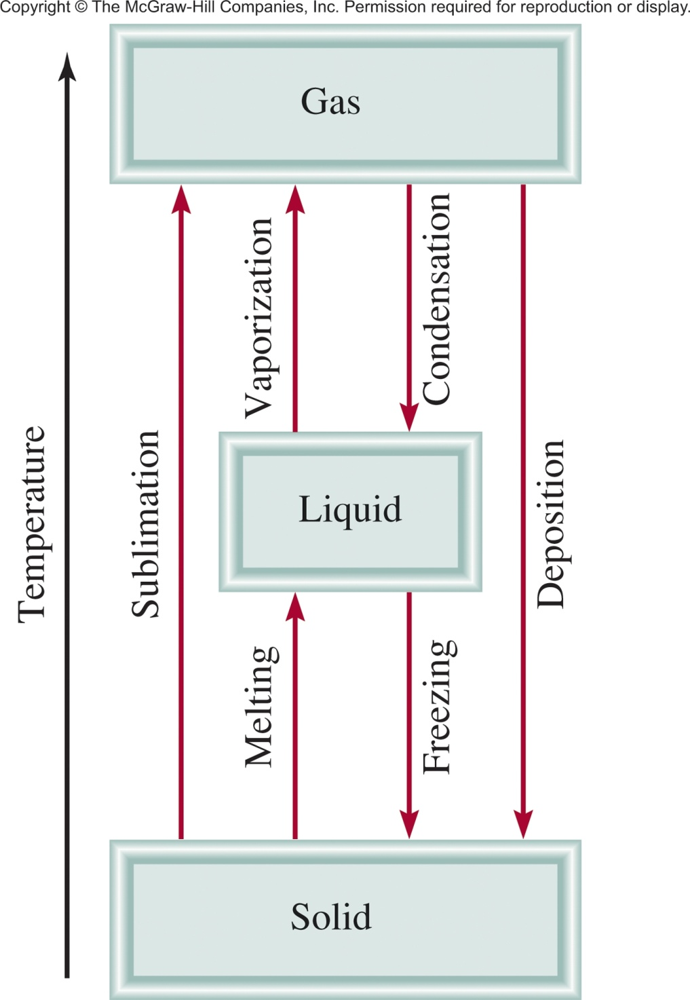 Copyright © The McGraw-Hill Companies, Inc. Permission required for reproduction or display.
Gas
Temperature
Sublimation
Vaporization
Condensation
Deposition
Liquid
Melting
Freezing
Solid